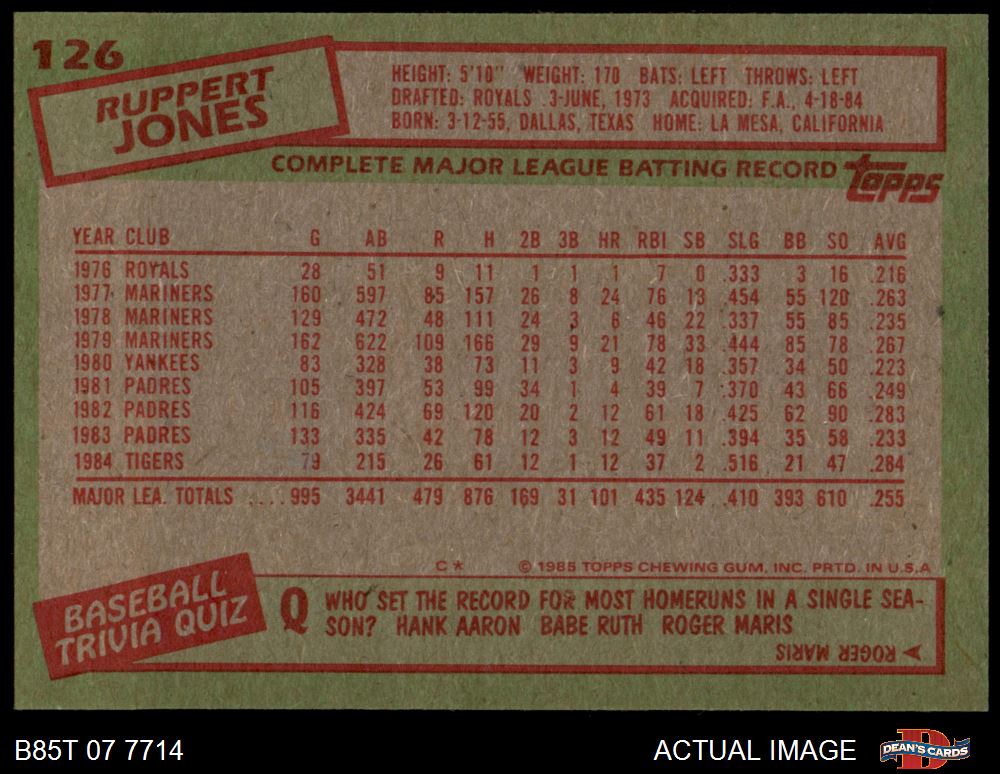 126
RUPPERT
JONES
HEIGHT: 5'10" WEIGHT: 170 BATS: LEFT THROWS: LEFT
DRAFTED: ROYALS .3-JUNE, 1973 ACQUIRED: F.A., 4-18-84
BORN: 3-12-55, DALLAS, TEXAS HOME: LA MESA, CALIFORNIA
COMPLETE MAJOR LEAGUE BATTING RECORD topps
YEAR CLUB G AB R H 2B 3B HR RBI SB SLG BB SO AVG
1976 ROYALS 28 51 9 11 1 1 1 7 0 .333 3 16 .216
1977 MARINERS 160 597 85 157 26 8 24 76 13 .454 55 120 .263
1978 MARINERS 129 472 48 111 24 3 6 46 22 .337 55 85 .235
1979 MARINERS 162 622 109 166 29 9 21 78 33 .444 85 78 .267
1980 YANKEES 83 328 38 73 11 3 9 42 18 .357 34 50 .223
1981 PADRES 105 397 53 99 34 1 4 39 7 .370 43 66 .249
1982 PADRES 116 424 69 120 20 2 12 61 18 .425 62 90 .283
1983 PADRES 133 335 42 78 12 3 12 49 11 .394 35 58 .233
1984 TIGERS 79 215 26 61 12 1 12 37 2 .516 21 47 .284
MAJOR LEA. TOTALS .... 995 3441 479 876 169 31 101 435 124 .410 393 610 .255
C* © 1985 TOPPS CHEWING GUM, INC. PRTD. IN U.S.A
BASEBALL
TRIVIA QUIZ
Q WHO SET THE RECORD FOR MOST HOMERUNS IN A SINGLE SEA-
SON? HANK AARON BABE RUTH ROGER MARIS
ROGER MARIS
B85T 07 7714
ACTUAL IMAGE
D
DEAN'S CARDS